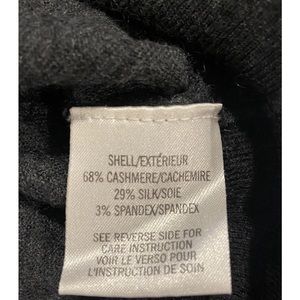 SHELL/EXTÉRIEUR
68% CASHMERE/CACHEMIRE
29% SILK/SOIE
3% SPANDEX/SPANDEX
SEE REVERSE SIDE FOR
CARE INSTRUCTION
VOIR LE VERSO POUR
L'INSTRUCTION DE SOIN